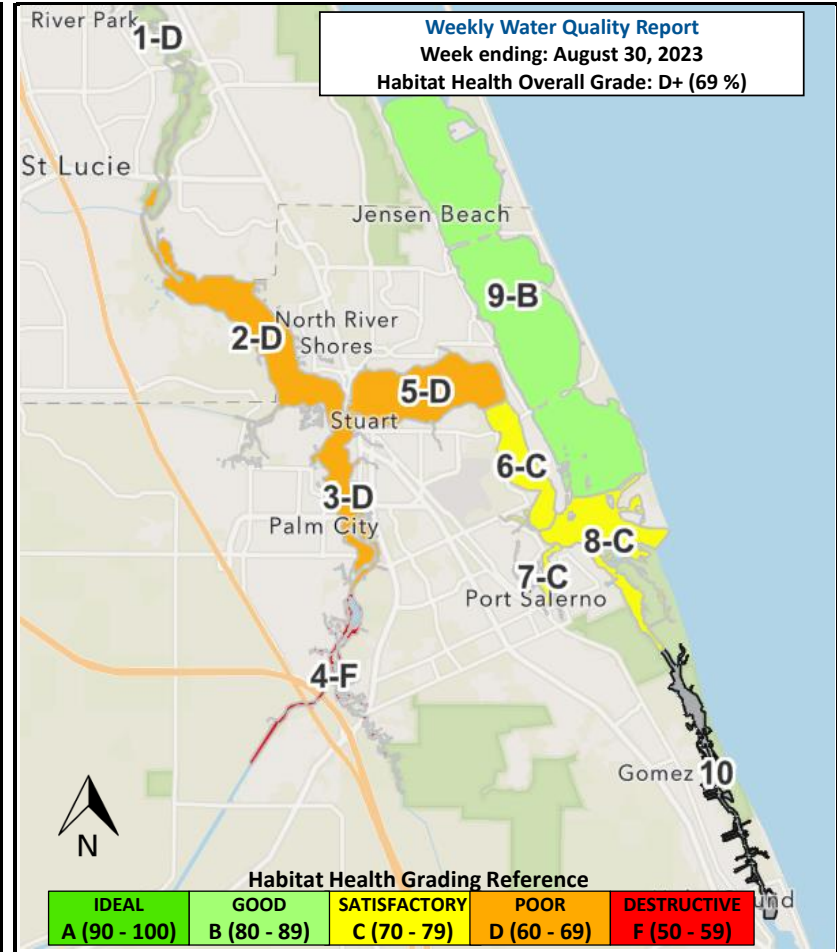 River Park
1-D
Weekly Water Quality Report
Week ending: August 30, 2023
Habitat Health Overall Grade: D+ (69 %)
St Lucie
Jensen Beach
9-B
2-D
North River
Shores
5-D
Stuart
6-C
3-D
Palm City
8-C
7-C
Port Salerno
4-F
Gomez
10
N
Habitat Health Grading Reference
IDEAL
A (90 - 100)
GOOD
B (80 - 89)
SATISFACTORY
C (70 - 79)
POOR
D (60 - 69)
DESTRUCTIVE
F (50 - 59)